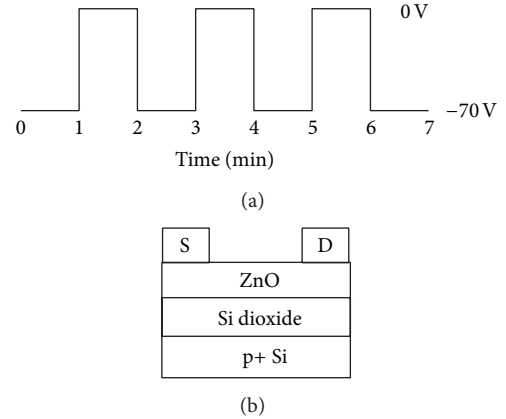 0 V
−70 V
0 1 2 3 4 5 6 7
Time (min)
(a)
S D
ZnO
Si dioxide
p+ Si
(b)